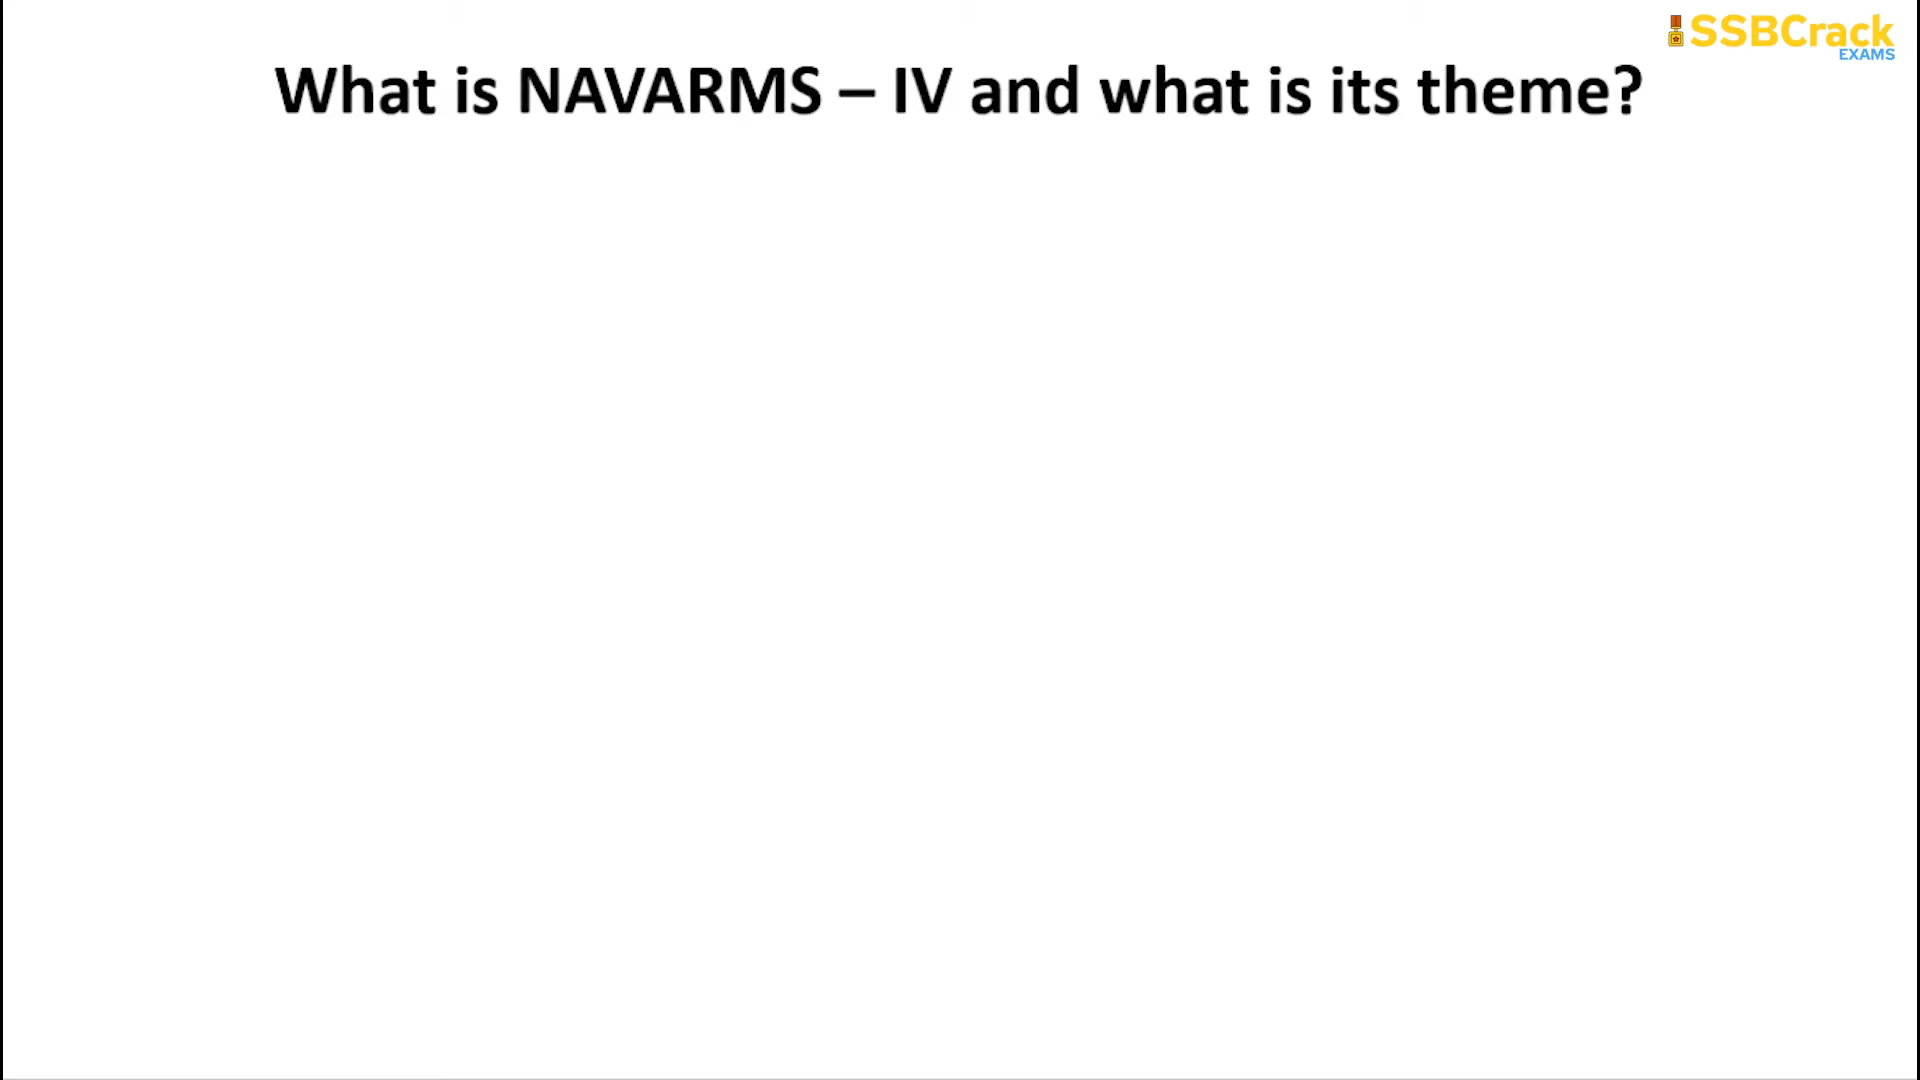 SSBCrack
EXAMS
What is NAVARMS – IV and what is its theme?